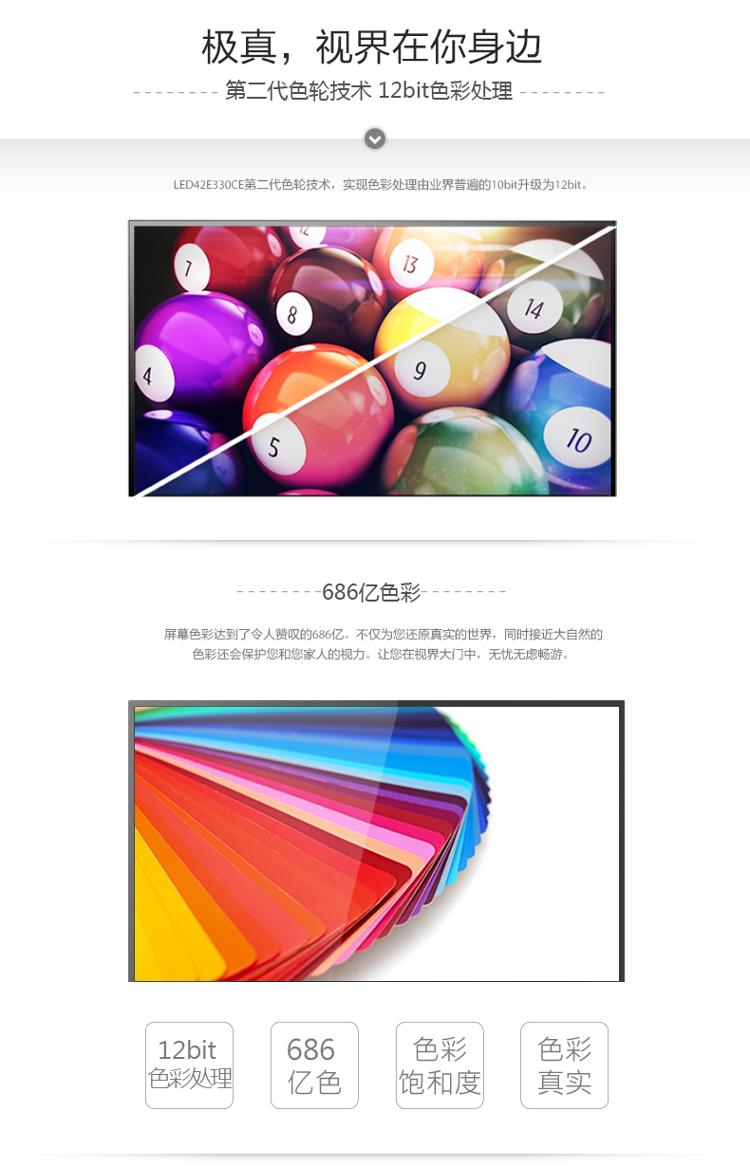 极真，视界在你身边
第二代色轮技术 12bit色彩处理
LED42E330CE第二代色轮技术，实现色彩处理由业界普遍的10bit升级为12bit。
7
12
13
8
14
4
9
5
10
686亿色彩
屏幕色彩达到了令人赞叹的686亿。不仅为您还原真实的世界，同时接近大自然的
色彩还会保护您和您家人的视力。让您在视界大门中，无忧无虑畅游。
12bit
色彩处理
686
亿色
色彩
饱和度
色彩
真实